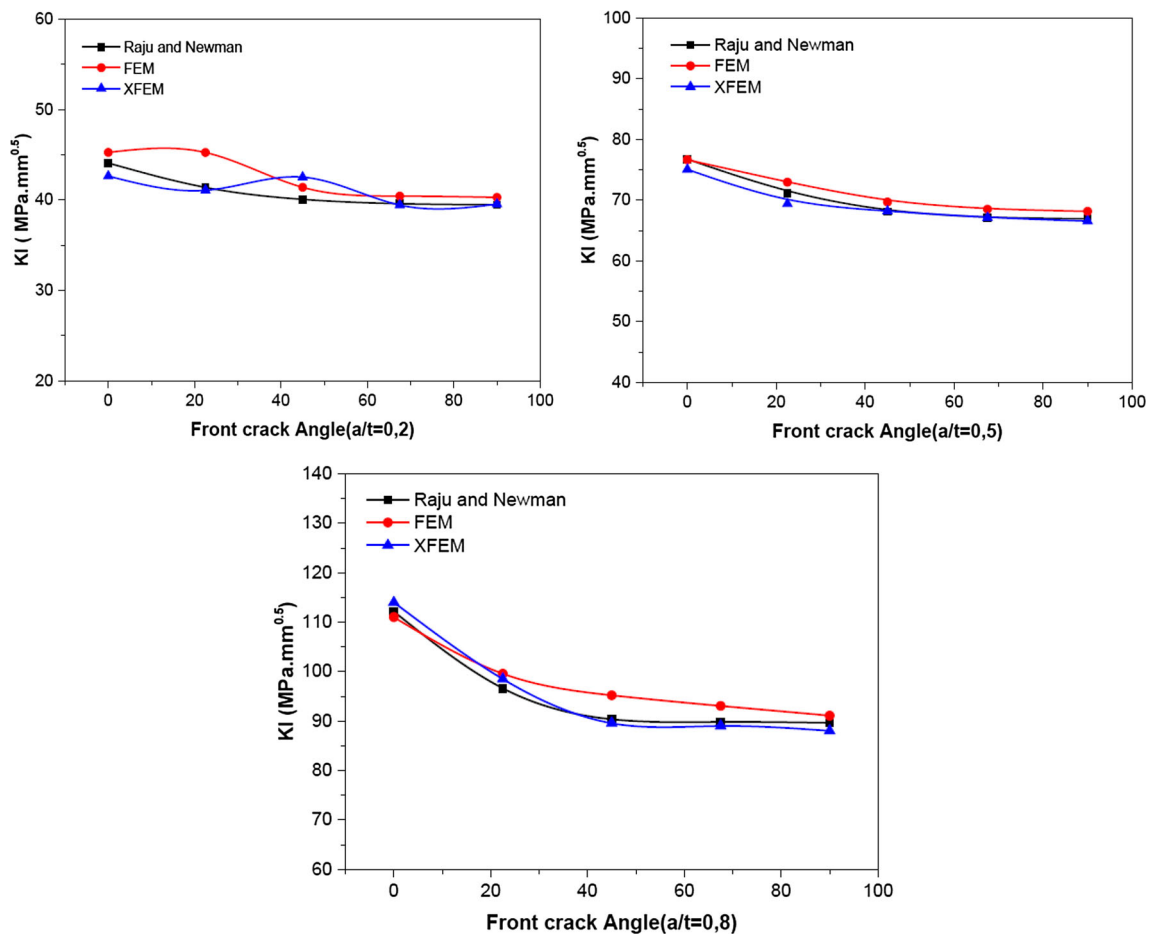 60
50
40
30
20
KI ( MPa.mm0.5)
Raju and Newman
FEM
XFEM
0 20 40 60 80 100
Front crack Angle(a/t=0,2)
100
90
80
70
60
50
40
KI (MPa.mm0.5)
Raju and Newman
FEM
XFEM
0 20 40 60 80 100
Front crack Angle(a/t=0,5)
140
130
120
110
100
90
80
70
60
KI (MPa.mm0.5)
Raju and Newman
FEM
XFEM
0 20 40 60 80 100
Front crack Angle(a/t=0,8)